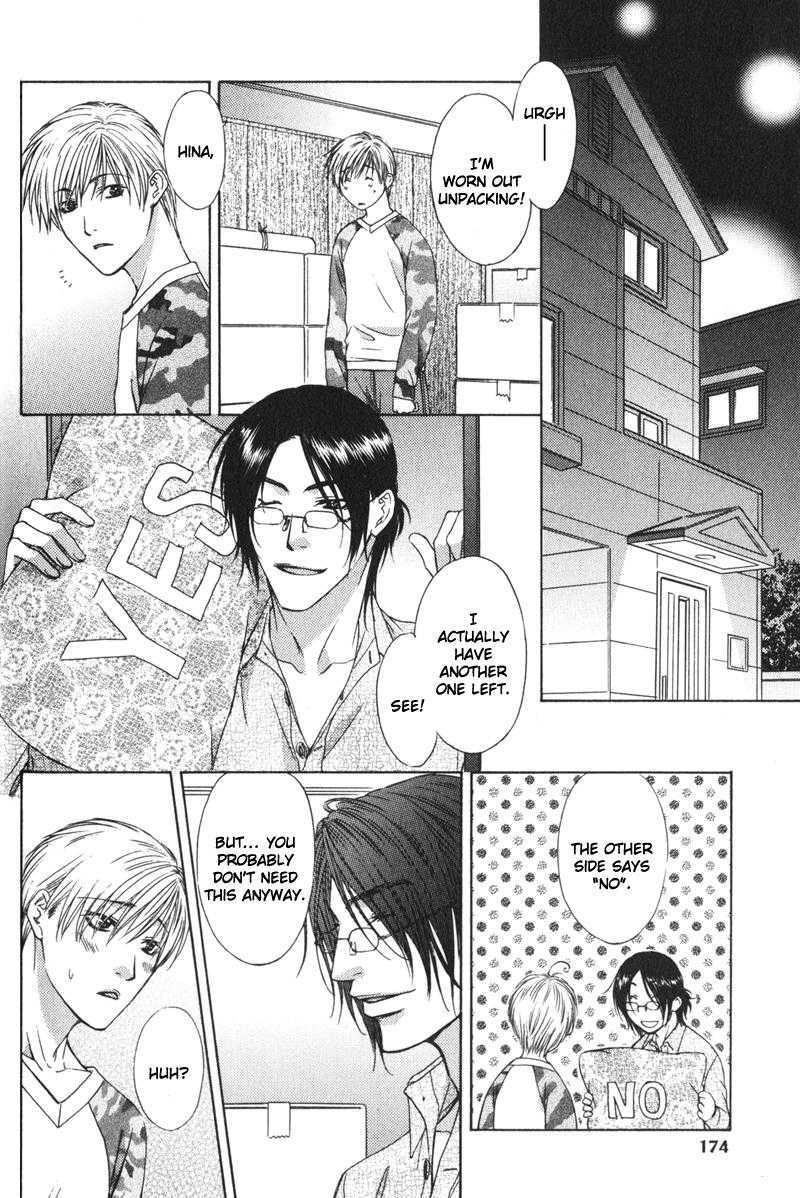 URGH
—
I'M
WORN OUT
UNPACKING!
HINA,
YES
I
ACTUALLY
HAVE
ANOTHER
ONE LEFT.
SEE!
THE OTHER
SIDE SAYS
"NO".
NO
BUT... YOU
PROBABLY
DON'T NEED
THIS ANYWAY.
HUH?
174